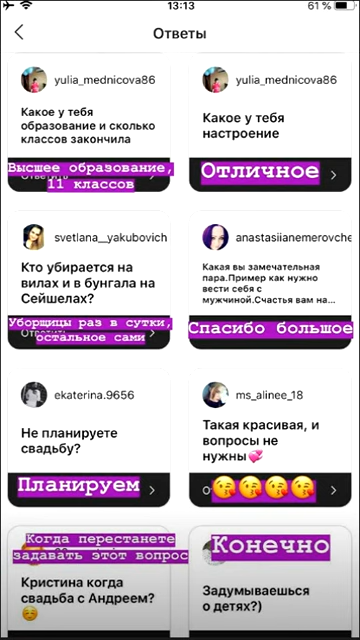 13:13
61 %
Ответы
yulia_mednicova86
Какое у тебя
образование и сколько
классов закончила
Высшее образование,
11 классов
yulia_mednicova86
Какое у тебя
настроение
Отличное
svetlana__yakubovich
Кто убирается на
вилах и в бунгала на
Сейшелах?
Уборщицы раз в сутки,
остальное сами
anastasiianemerovche
Какая вы замечательная
пара.Пример как нужно
вести себя с
мужчиной.Счастья вам на...
Спасибо большое
ekaterina.9656
Не планируете
свадьбу?
Планируем
ms_alinee_18
Такая красивая, и
вопросы не
нужны💞
😘😘😘😘
Когда перестанете
задавать этот вопрос
Кристина когда
свадьба с Андреем?
☺️
Конечно
Задумываешься
о детях?)